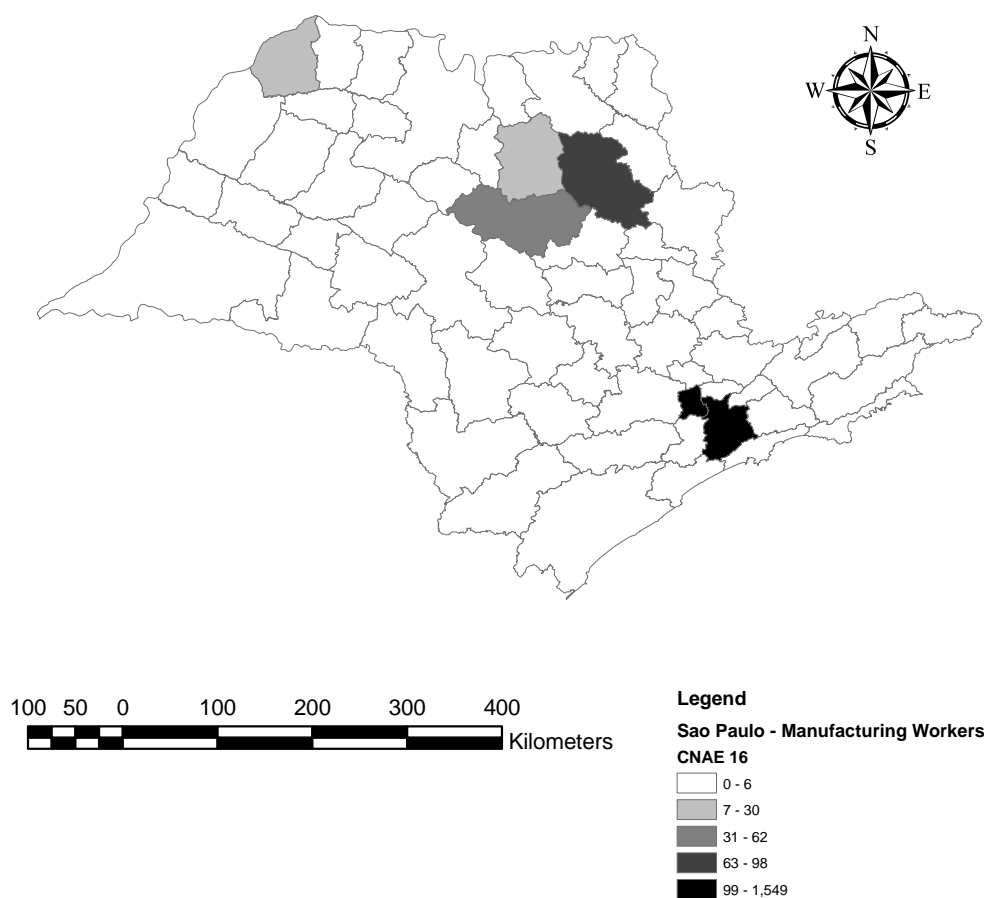 N
W E
S
100 50 0 100 200 300 400
Kilometers
Legend
Sao Paulo - Manufacturing Workers
CNAE 16
0 - 6
7 - 30
31 - 62
63 - 98
99 - 1,549